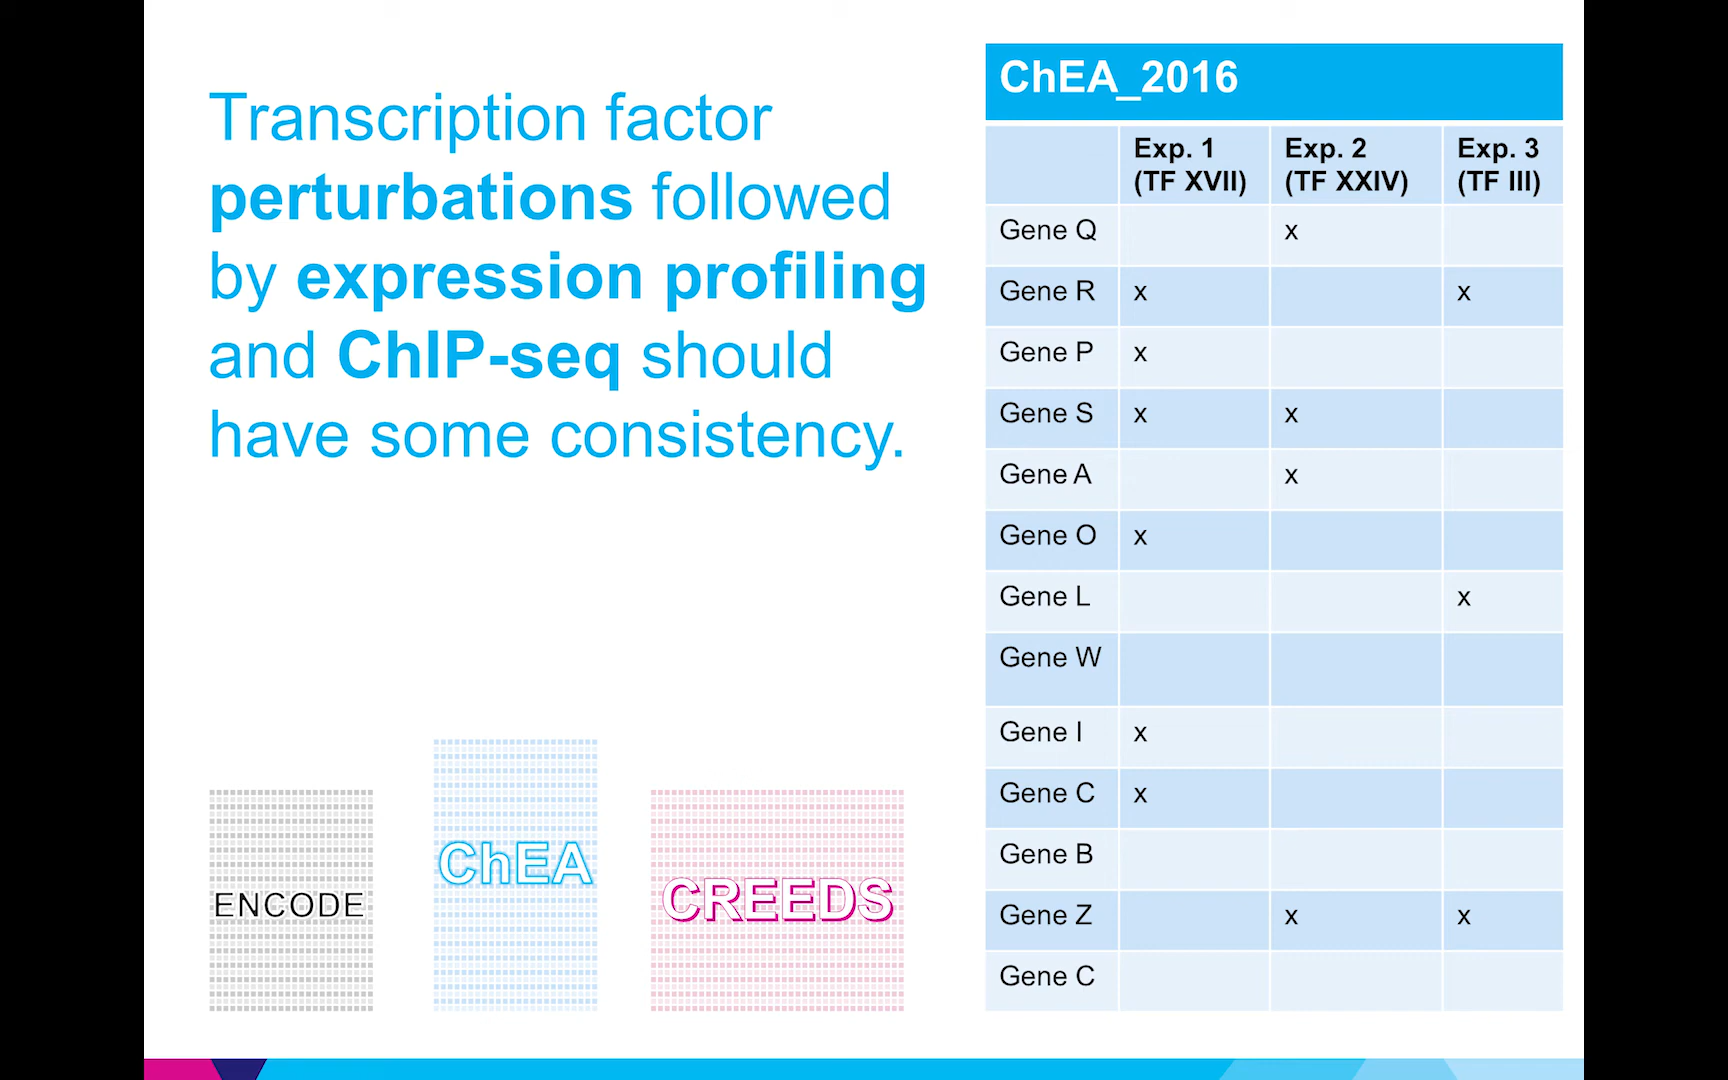 Transcription factor
perturbations followed
by expression profiling
and ChIP-seq should
have some consistency.
ENCODE
ChEA
CREEDS
ChEA_2016
Exp. 1 (TF XVII) Exp. 2 (TF XXIV) Exp. 3 (TF III)
Gene Q x
Gene R x x
Gene P x
Gene S x x
Gene A x
Gene O x
Gene L x
Gene W
Gene I x
Gene C x
Gene B
Gene Z x x
Gene C